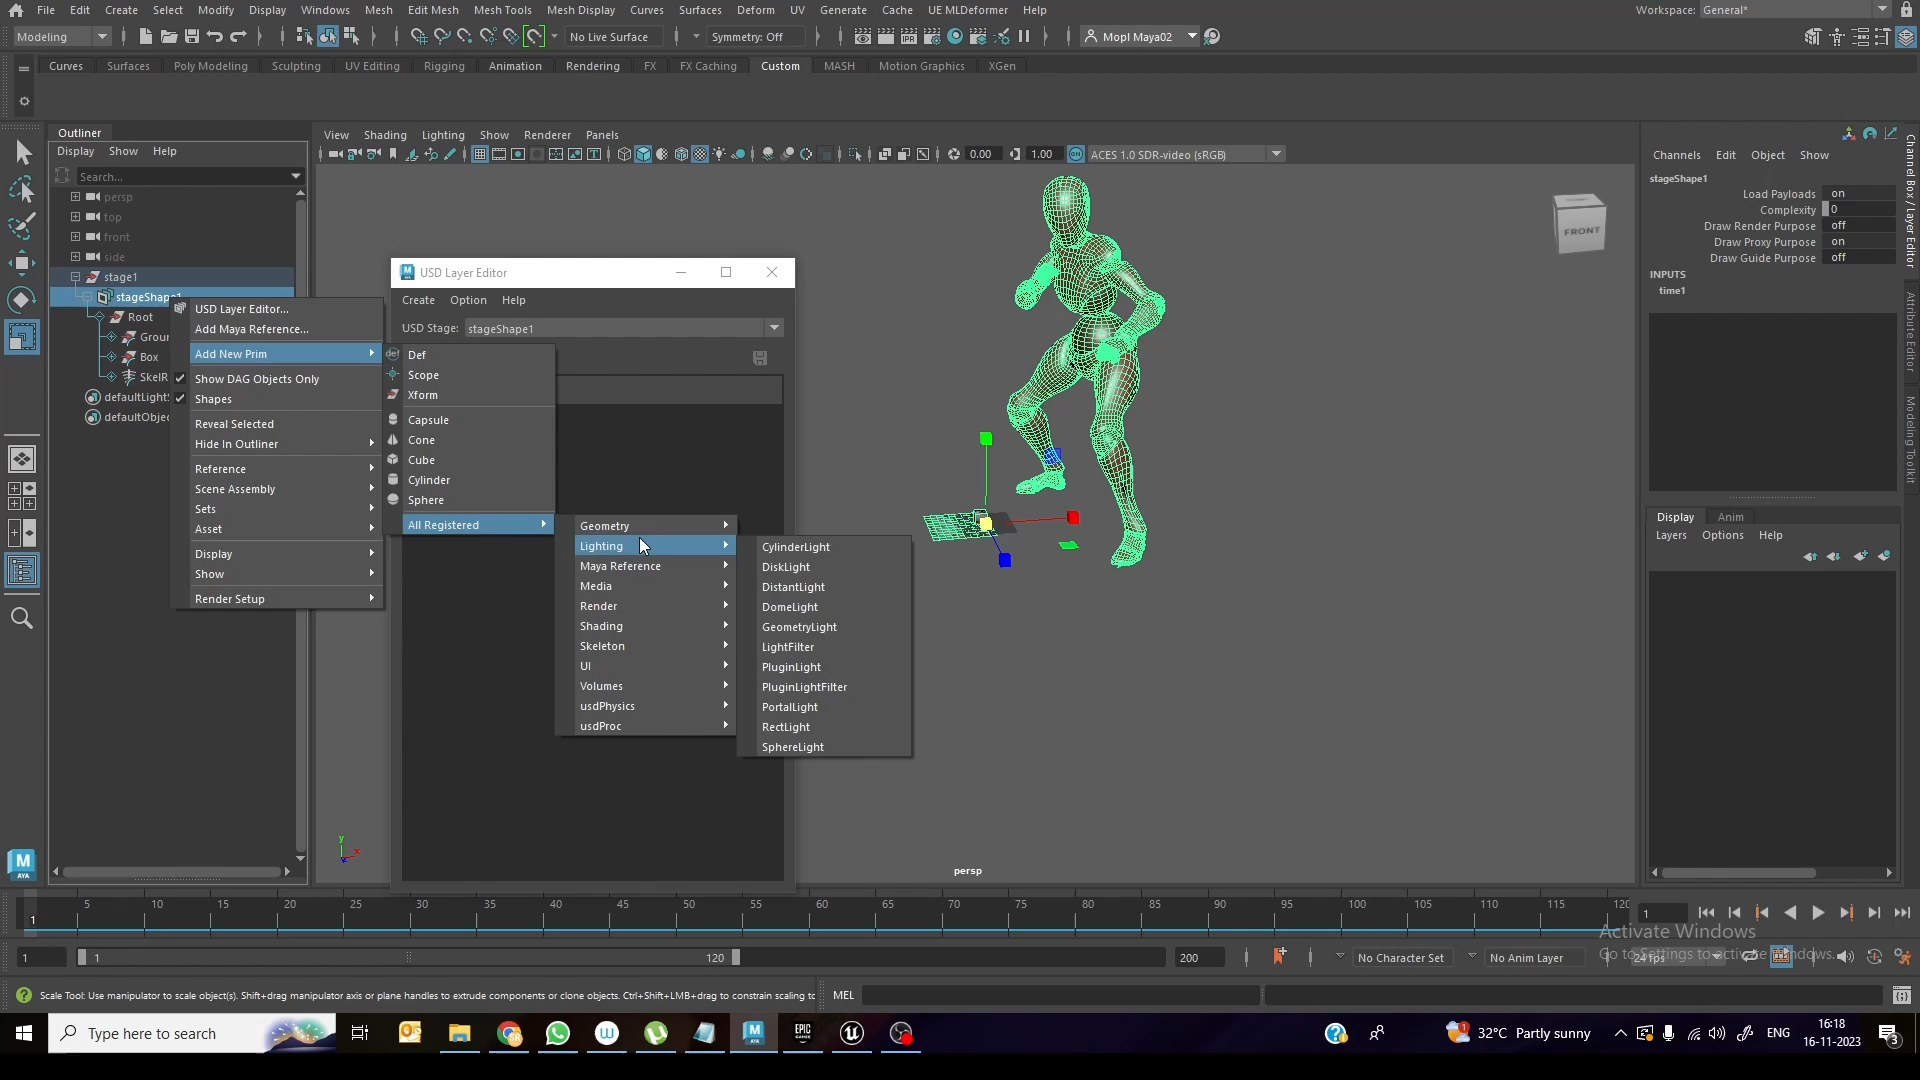 File Edit Create Select Modify Display Windows Mesh Edit Mesh Mesh Tools Mesh Display Curves Surfaces Deform UV Generate Cache UE MLDeformer Help Workspace: General*
Modeling No Live Surface Symmetry: Off Mopl Maya02
Curves Surfaces Poly Modeling Sculpting UV Editing Rigging Animation Rendering FX FX Caching Custom MASH Motion Graphics XGen
Outliner
Display Show Help
Search...
persp
top
front
side
stage1
stageShape1
Root
Grour
Box
SkelR
defaultLight
defaultObjec
View Shading Lighting Show Renderer Panels
0.00 1.00 ACES 1.0 SDR-video (sRGB)
FRONT
USD Layer Editor
Create Option Help
USD Stage: stageShape1
USD Layer Editor...
Add Maya Reference...
Add New Prim
Show DAG Objects Only
Shapes
Reveal Selected
Hide In Outliner
Reference
Scene Assembly
Sets
Asset
Display
Show
Render Setup
Def
Scope
Xform
Capsule
Cone
Cube
Cylinder
Sphere
All Registered
Geometry
Lighting
Maya Reference
Media
Render
Shading
Skeleton
UI
Volumes
usdPhysics
usdProc
CylinderLight
DiskLight
DistantLight
DomeLight
GeometryLight
LightFilter
PluginLight
PluginLightFilter
PortalLight
RectLight
SphereLight
y
x
persp
Channels Edit Object Show
stageShape1
Load Payloads on
Complexity 0
Draw Render Purpose off
Draw Proxy Purpose on
Draw Guide Purpose off
INPUTS
time1
Channel Box / Layer Editor
Attribute Editor
Modeling Toolkit
Display Anim
Layers Options Help
1 5 10 15 20 25 30 35 40 45 50 55 60 65 70 75 80 85 90 95 100 105 110 115 120 1
1 1 120 200 No Character Set No Anim Layer 24 fps
Activate Windows
Go to Settings to activate Windows.
Scale Tool: Use manipulator to scale object(s). Shift+drag manipulator axis or plane handles to extrude components or clone objects. Ctrl+Shift+LMB+drag to constrain scaling to
MEL
MAYA
Type here to search
32°C Partly sunny
ENG
16:18
16-11-2023
3